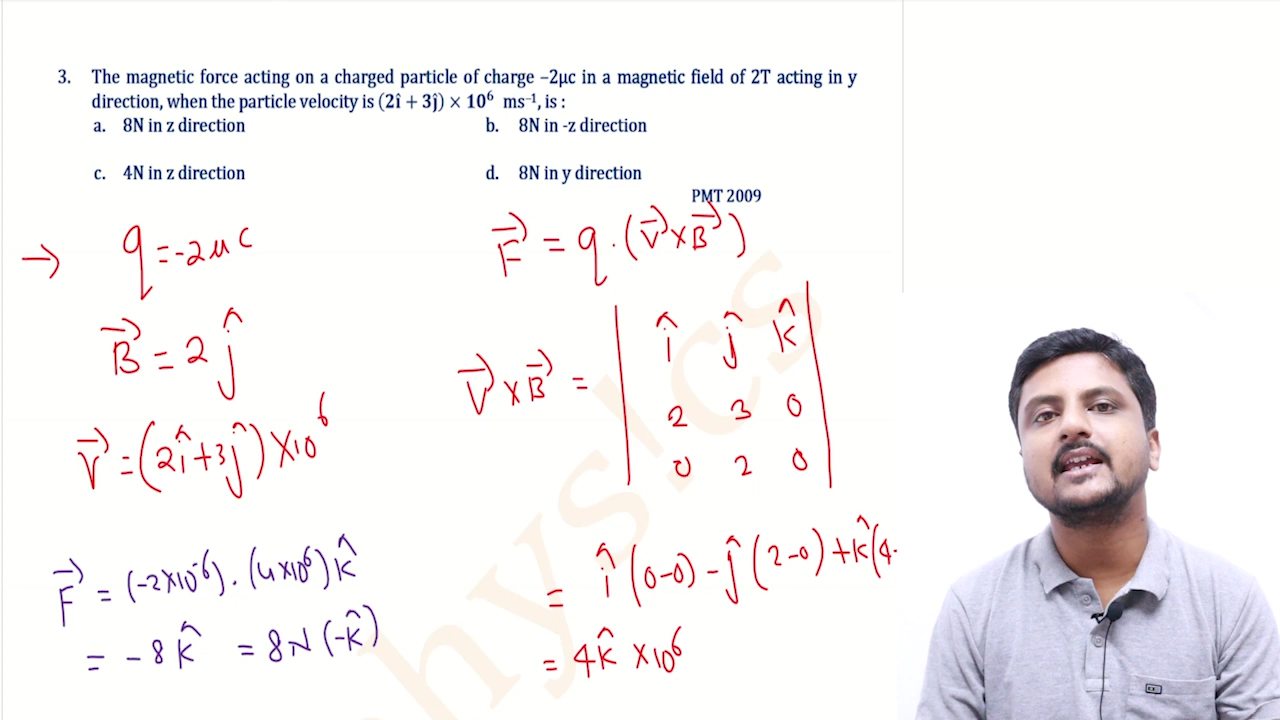 3. The magnetic force acting on a charged particle of charge –2μc in a magnetic field of 2T acting in y
direction, when the particle velocity is (2î + 3ĵ) × 10⁶ ms⁻¹, is :
a. 8N in z direction
b. 8N in -z direction
c. 4N in z direction
d. 8N in y direction
PMT 2009
→ q = -2μC
B⃗ = 2ĵ
V⃗ = (2î+3ĵ)×10⁶
F⃗ = (-2×10⁻⁶).(4×10⁶)k̂
= -8k̂ = 8N(-k̂)
F⃗ = q.(V⃗×B⃗)
V⃗×B⃗ = | î ĵ k̂ |
2 3 0
0 2 0
= î(0-0) - ĵ(2-0) + k̂(4-
= 4k̂ ×10⁶
hysics